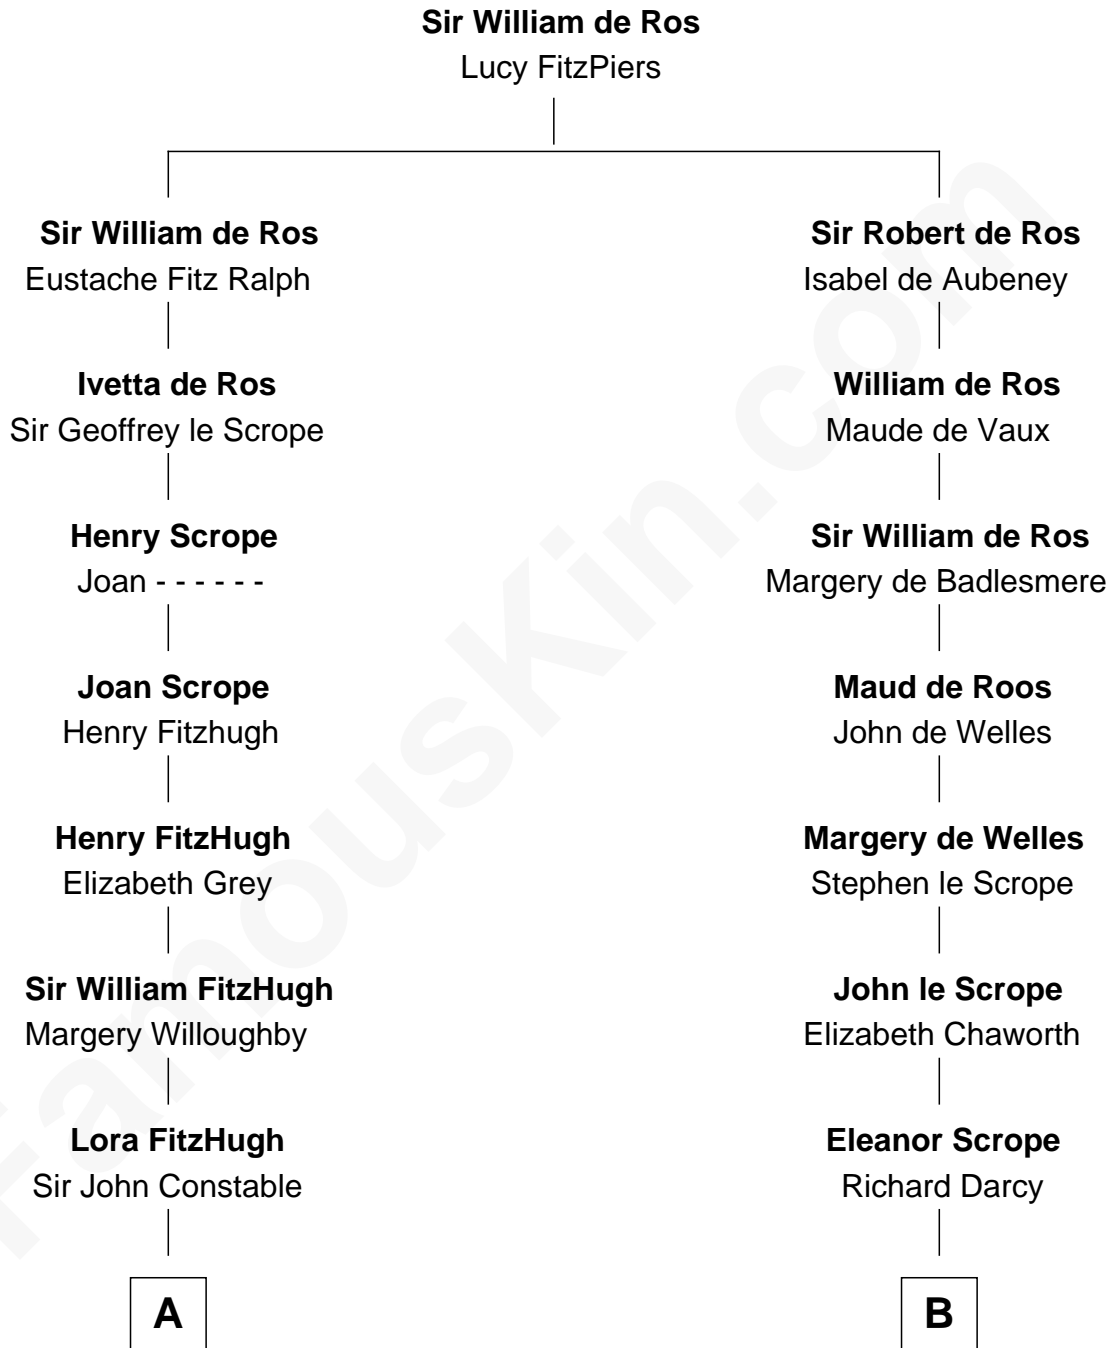 Sir William de Ros
Lucy FitzPiers
Sir William de Ros
Eustache Fitz Ralph
Sir Robert de Ros
Isabel de Aubeney
Ivetta de Ros
Sir Geoffrey le Scrope
William de Ros
Maude de Vaux
Henry Scrope
Joan - - - - - -
Sir William de Ros
Margery de Badlesmere
Joan Scrope
Henry Fitzhugh
Maud de Roos
John de Welles
Henry FitzHugh
Elizabeth Grey
Margery de Welles
Stephen le Scrope
Sir William FitzHugh
Margery Willoughby
John le Scrope
Elizabeth Chaworth
Lora FitzHugh
Sir John Constable
Eleanor Scrope
Richard Darcy
A
B
FamousKin.com